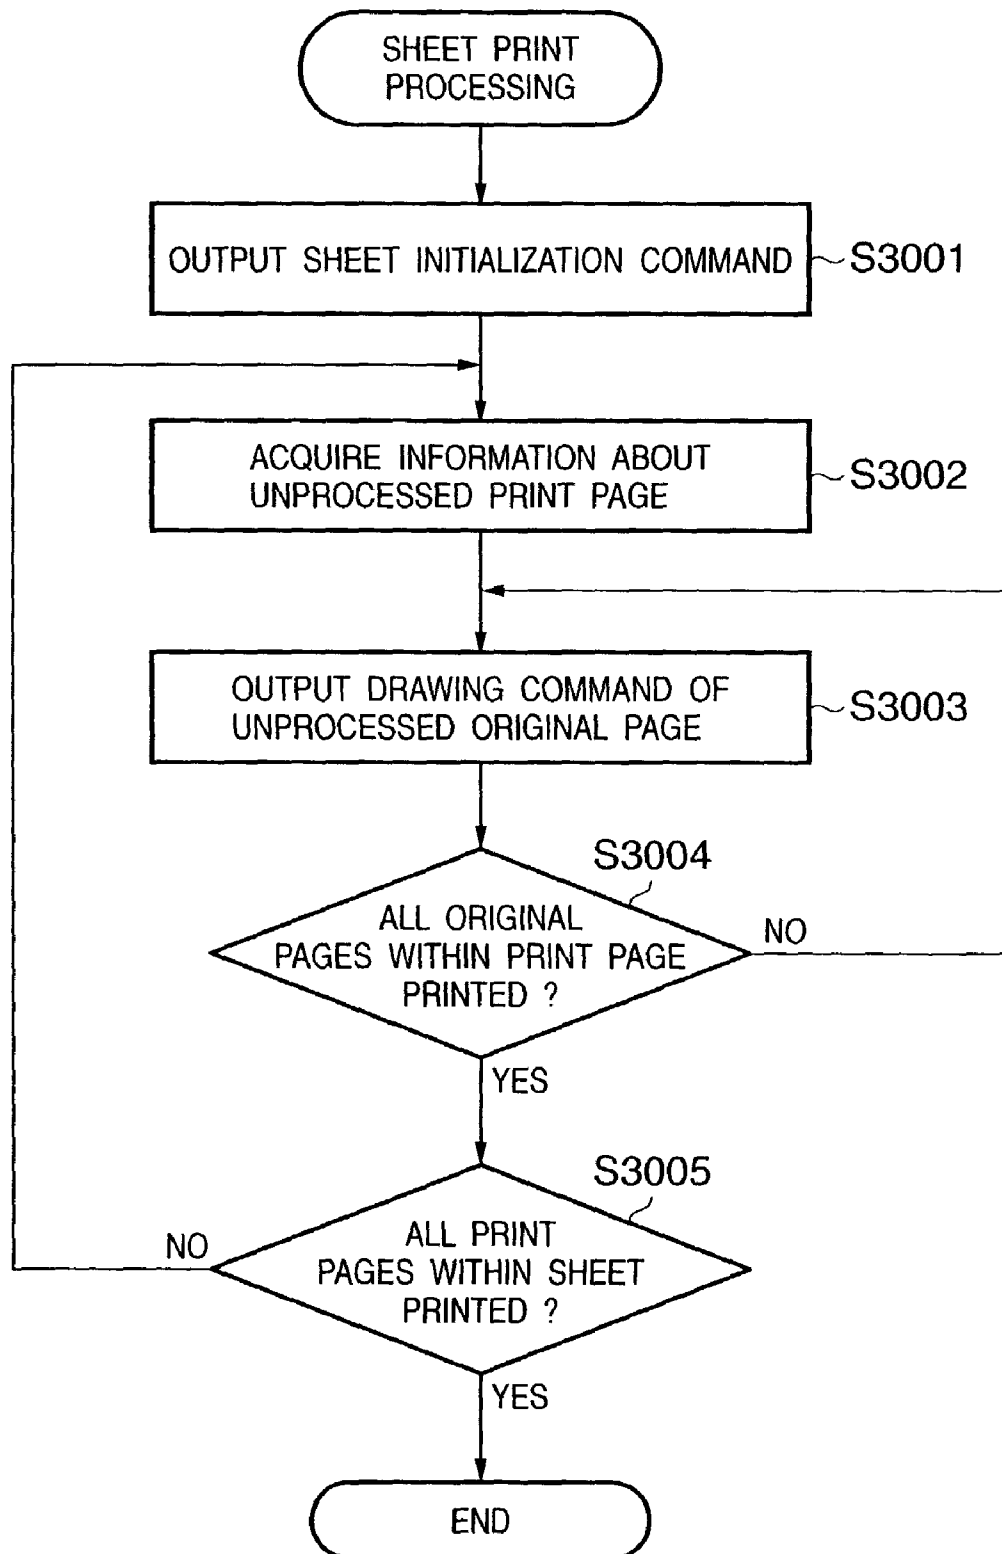 SHEET PRINT
PROCESSING
OUTPUT SHEET INITIALIZATION COMMAND
S3001
ACQUIRE INFORMATION ABOUT
UNPROCESSED PRINT PAGE
S3002
OUTPUT DRAWING COMMAND OF
UNPROCESSED ORIGINAL PAGE
S3003
S3004
ALL ORIGINAL
PAGES WITHIN PRINT PAGE
PRINTED ?
NO
YES
S3005
ALL PRINT
PAGES WITHIN SHEET
PRINTED ?
NO
YES
END